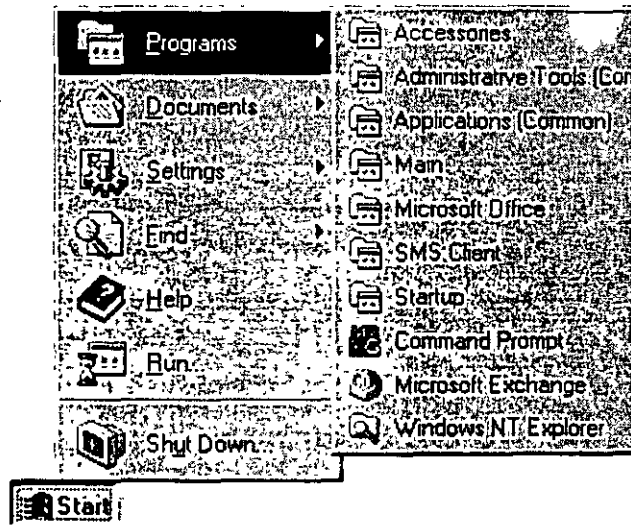 Programs
Documents
Settings
Find
Help
Run...
Shut Down...
Start
Accessories
Administrative Tools (Com
Applications (Common)
Main
Microsoft Office
SMS Client
Startup
Command Prompt
Microsoft Exchange
Windows NT Explorer